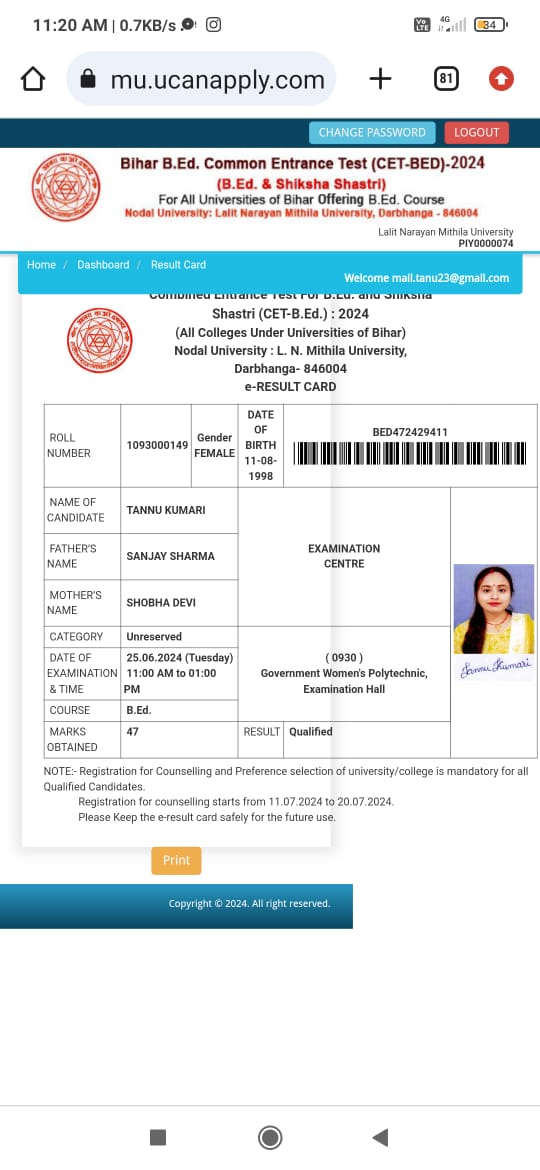 11:20 AM | 0.7KB/s
Vo LTE 4G 34
mu.ucanapply.com 81
CHANGE PASSWORD LOGOUT
Bihar B.Ed. Common Entrance Test (CET-BED)-2024
(B.Ed. & Shiksha Shastri)
For All Universities of Bihar Offering B.Ed. Course
Nodal University: Lalit Narayan Mithila University, Darbhanga - 846004
Lalit Narayan Mithila University
PIY0000074
Home / Dashboard / Result Card
Welcome mail.tanu23@gmail.com
Combined Entrance Test For B.Ed. and Shiksha
Shastri (CET-B.Ed.) : 2024
(All Colleges Under Universities of Bihar)
Nodal University : L. N. Mithila University,
Darbhanga- 846004
e-RESULT CARD
ROLL NUMBER 1093000149 Gender FEMALE DATE OF BIRTH 11-08-1998 BED472429411
NAME OF CANDIDATE TANNU KUMARI
FATHER'S NAME SANJAY SHARMA
EXAMINATION CENTRE
MOTHER'S NAME SHOBHA DEVI
CATEGORY Unreserved
DATE OF EXAMINATION & TIME 25.06.2024 (Tuesday) 11:00 AM to 01:00 PM
( 0930 )
Government Women's Polytechnic,
Examination Hall
Tannu Kumari
COURSE B.Ed.
MARKS OBTAINED 47 RESULT Qualified
NOTE:- Registration for Counselling and Preference selection of university/college is mandatory for all
Qualified Candidates.
Registration for counselling starts from 11.07.2024 to 20.07.2024.
Please Keep the e-result card safely for the future use.
Print
Copyright © 2024. All right reserved.